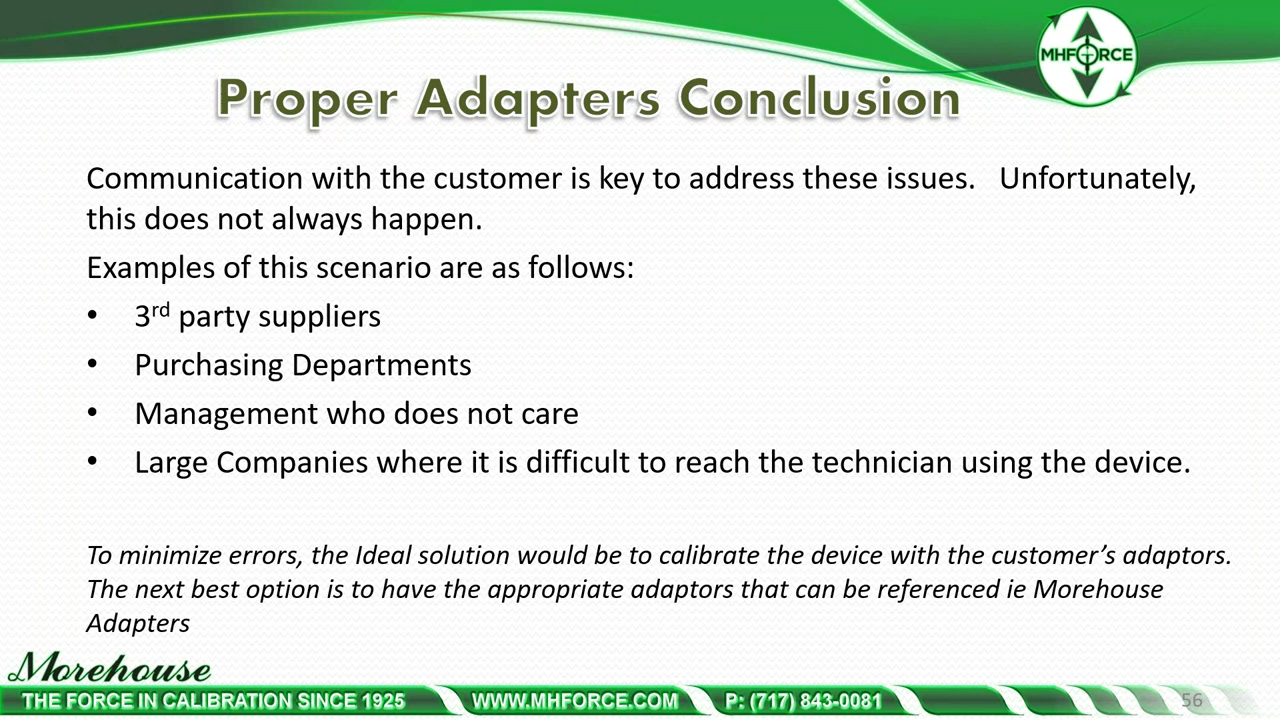 MHFORCE
Proper Adapters Conclusion
Communication with the customer is key to address these issues.   Unfortunately,
this does not always happen.
Examples of this scenario are as follows:
• 3rd party suppliers
• Purchasing Departments
• Management who does not care
• Large Companies where it is difficult to reach the technician using the device.
To minimize errors, the Ideal solution would be to calibrate the device with the customer’s adaptors.
The next best option is to have the appropriate adaptors that can be referenced ie Morehouse
Adapters
Morehouse
THE FORCE IN CALIBRATION SINCE 1925 WWW.MHFORCE.COM P: (717) 843-0081 56